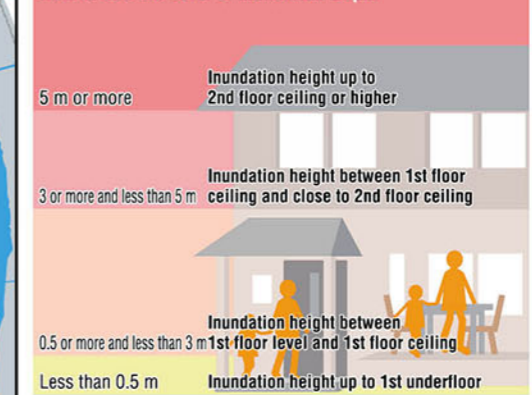 Inundation height up to
5 m or more 2nd floor ceiling or higher
Inundation height between 1st floor
3 or more and less than 5 m ceiling and close to 2nd floor ceiling
Inundation height between
0.5 or more and less than 3 m 1st floor level and 1st floor ceiling
Less than 0.5 m Inundation height up to 1st underfloor